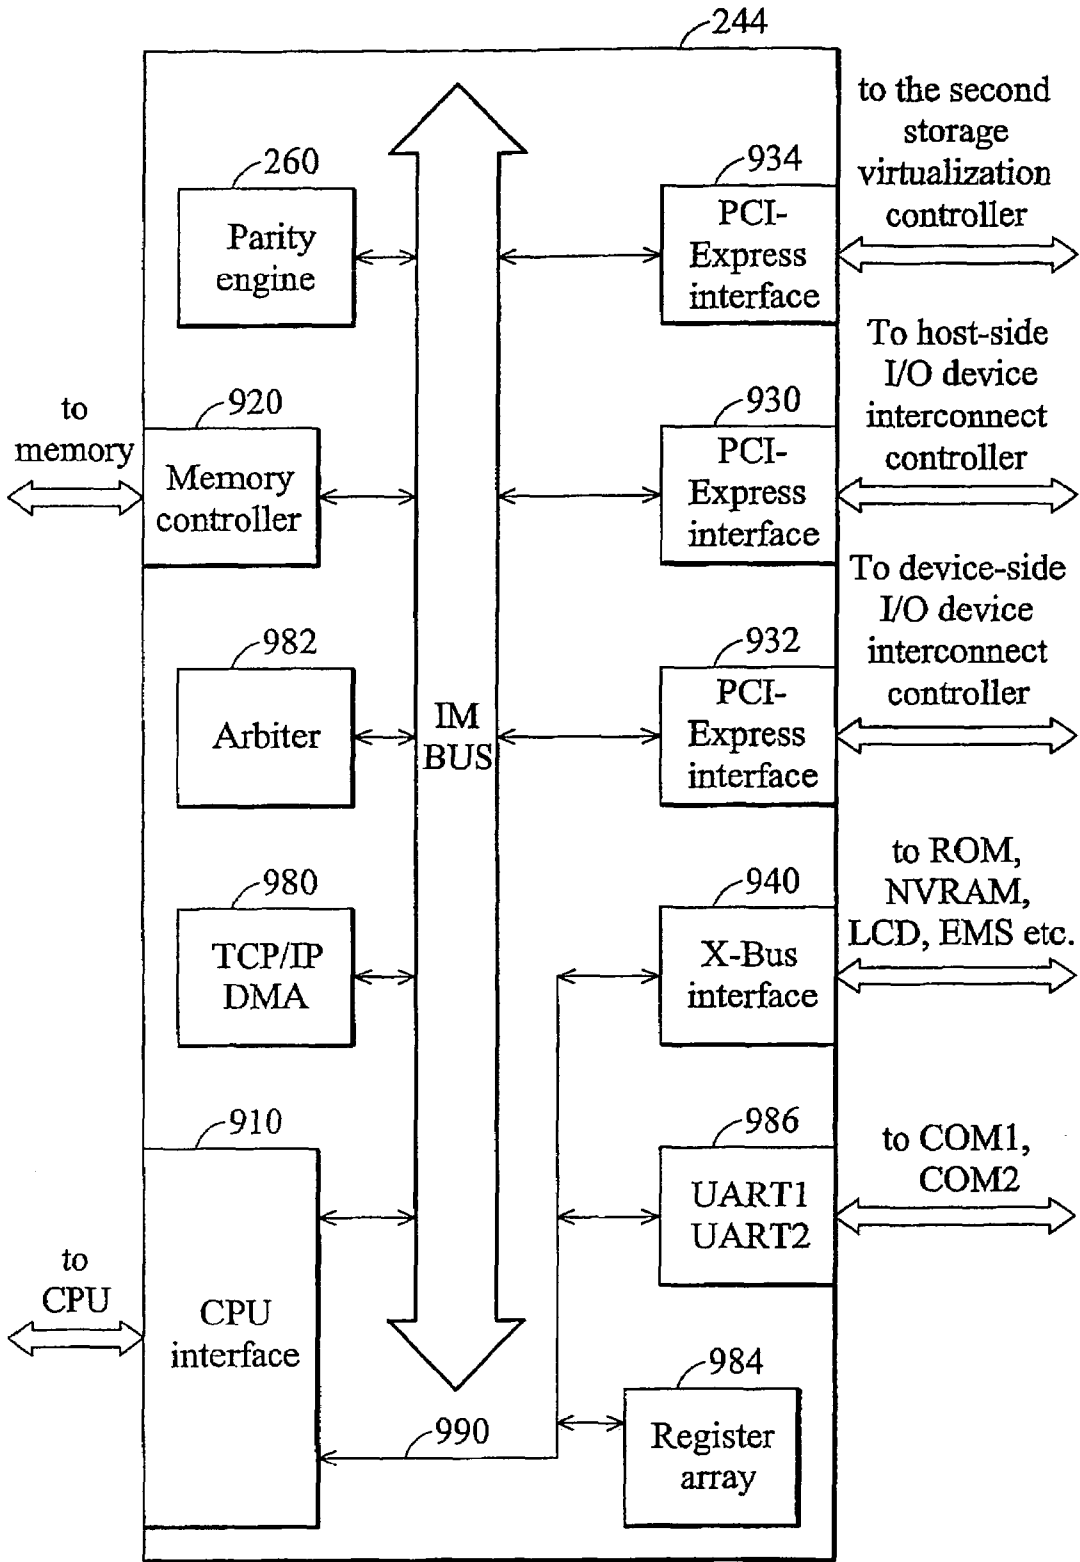 244
to the second
storage
virtualization
controller
260
Parity
engine
934
PCI-
Express
interface
To host-side
I/O device
interconnect
controller
to
memory
920
Memory
controller
930
PCI-
Express
interface
To device-side
I/O device
interconnect
controller
982
Arbiter
IM
BUS
932
PCI-
Express
interface
to ROM,
NVRAM,
LCD, EMS etc.
980
TCP/IP
DMA
940
X-Bus
interface
910
986
UART1
UART2
to COM1,
COM2
to
CPU
CPU
interface
984
990
Register
array